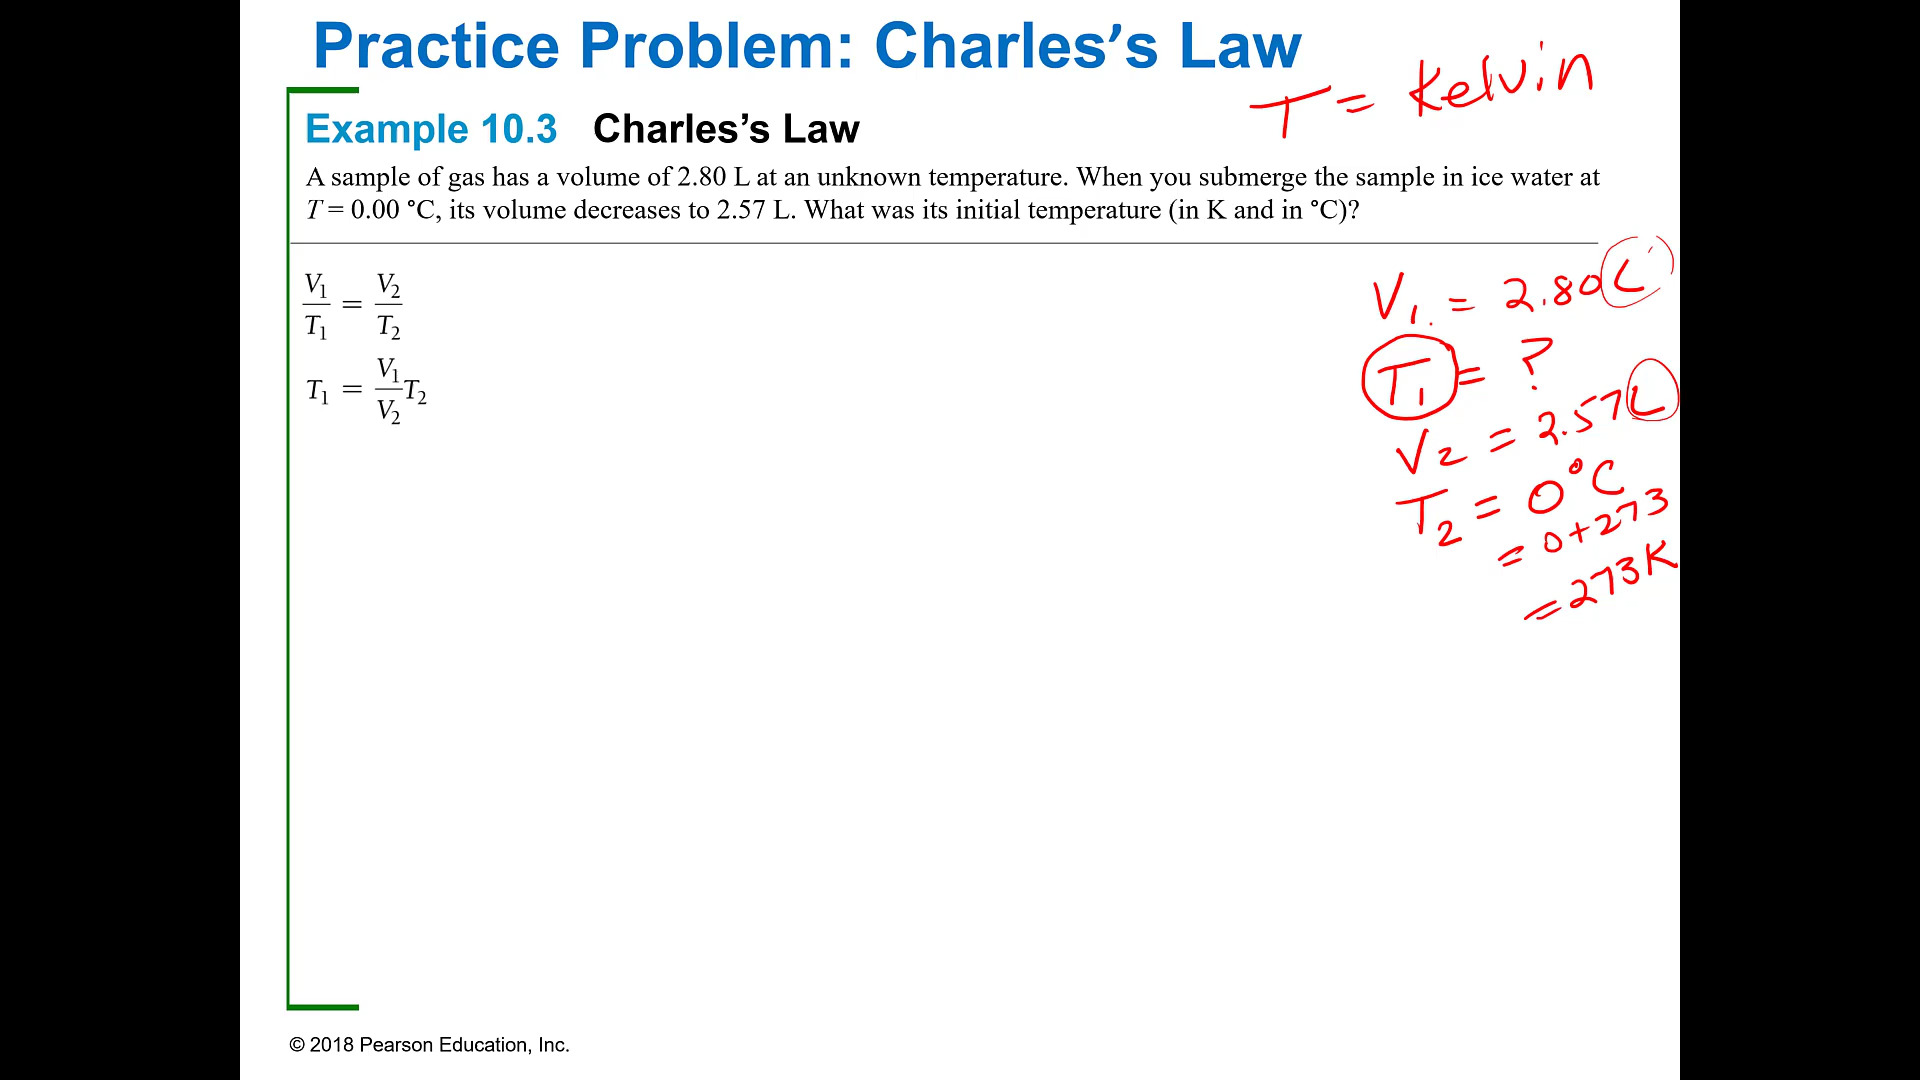 Practice Problem: Charles’s Law
T = Kelvin
Example 10.3 Charles’s Law
A sample of gas has a volume of 2.80 L at an unknown temperature. When you submerge the sample in ice water at
T = 0.00 °C, its volume decreases to 2.57 L. What was its initial temperature (in K and in °C)?
V₁/T₁ = V₂/T₂
T₁ = V₁/V₂ T₂
V₁ = 2.80 L
T₁ = ?
V₂ = 2.57 L
T₂ = 0°C
= 0+273
= 273K
© 2018 Pearson Education, Inc.